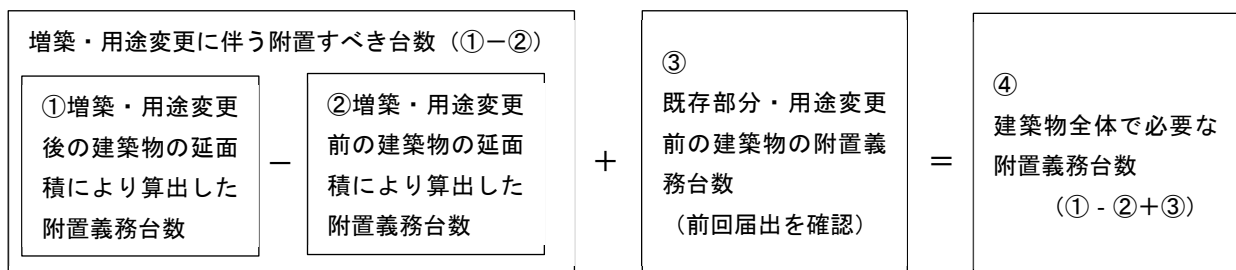 増築・用途変更に伴う附置すべき台数（①－②）
①増築・用途変更
後の建築物の延面
積により算出した
附置義務台数
－
②増築・用途変更
前の建築物の延面
積により算出した
附置義務台数
＋
③
既存部分・用途変更
前の建築物の附置義
務台数
（前回届出を確認）
＝
④
建築物全体で必要な
附置義務台数
（① - ②＋③）